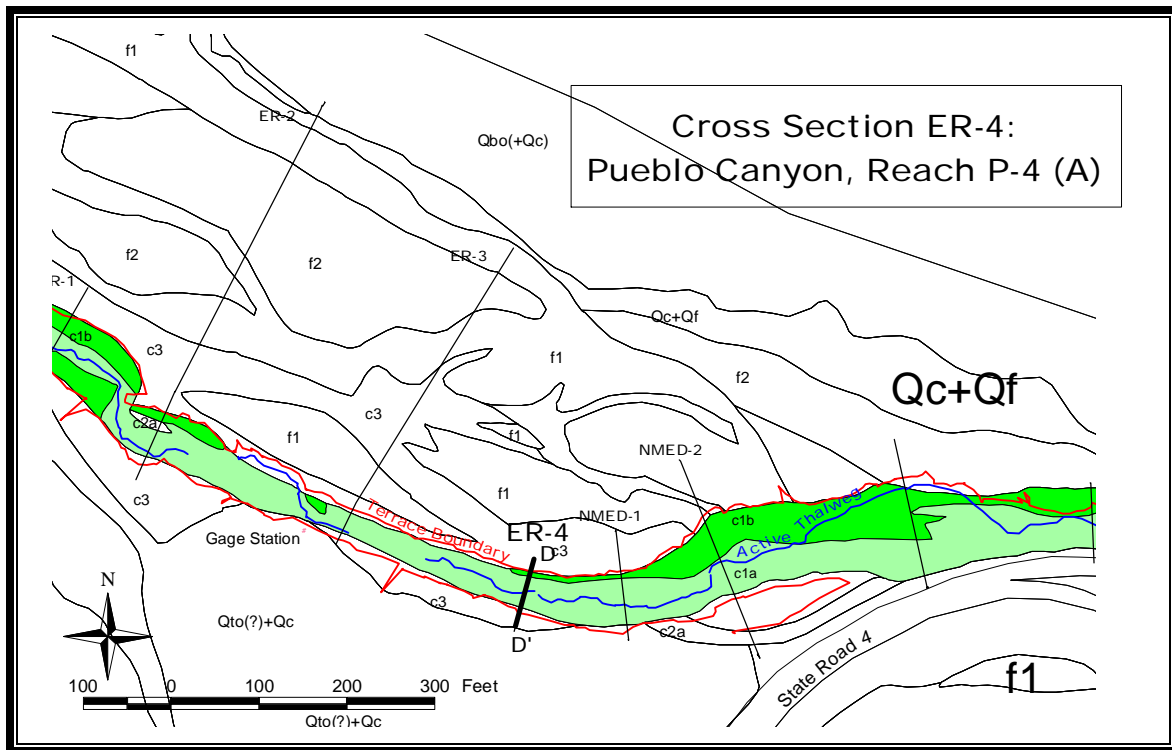 f1
Cross Section ER-4:
Pueblo Canyon, Reach P-4 (A)
ER-2
Qbo(+Qc)
f2
f2
ER-3
R-1
Qc+Qf
c1b
c3
f1
f2
Qc+Qf
c3
c2a
f1
f1
NMED-2
c3
f1
Terrace Boundary
NMED-1
c1b
Active Thalweg
Gage Station
ER-4
D
c3
c1a
N
c3
Qto(?)+Qc
D'
c2a
State Road 4
f1
100 0 100 200 300 Feet
Qto(?)+Qc